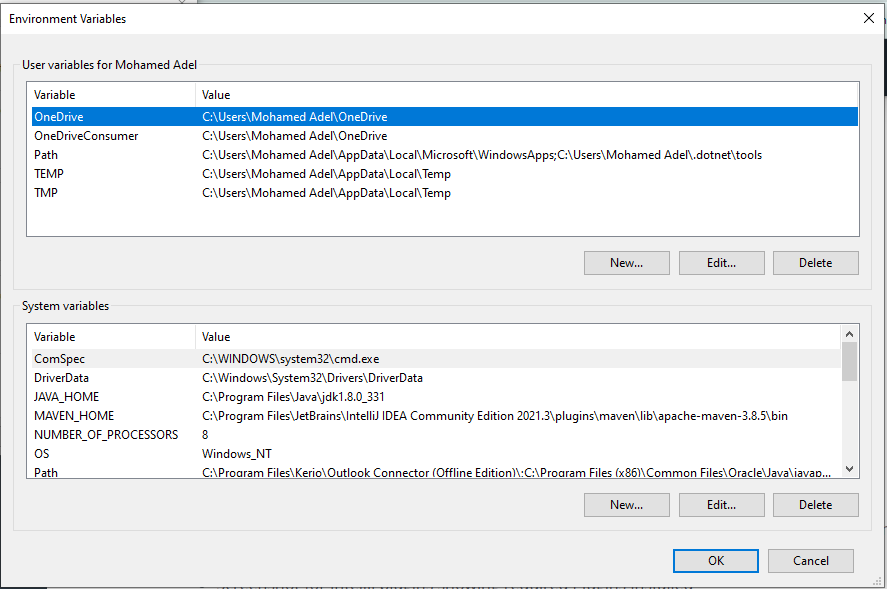 Environment Variables
User variables for Mohamed Adel
Variable Value
OneDrive C:\Users\Mohamed Adel\OneDrive
OneDriveConsumer C:\Users\Mohamed Adel\OneDrive
Path C:\Users\Mohamed Adel\AppData\Local\Microsoft\WindowsApps;C:\Users\Mohamed Adel\.dotnet\tools
TEMP C:\Users\Mohamed Adel\AppData\Local\Temp
TMP C:\Users\Mohamed Adel\AppData\Local\Temp
New... Edit... Delete
System variables
Variable Value
ComSpec C:\WINDOWS\system32\cmd.exe
DriverData C:\Windows\System32\Drivers\DriverData
JAVA_HOME C:\Program Files\Java\jdk1.8.0_331
MAVEN_HOME C:\Program Files\JetBrains\IntelliJ IDEA Community Edition 2021.3\plugins\maven\lib\apache-maven-3.8.5\bin
NUMBER_OF_PROCESSORS 8
OS Windows_NT
Path C:\Program Files\Kerio\Outlook Connector (Offline Edition)\;C:\Program Files (x86)\Common Files\Oracle\Java\javap...
New... Edit... Delete
OK Cancel